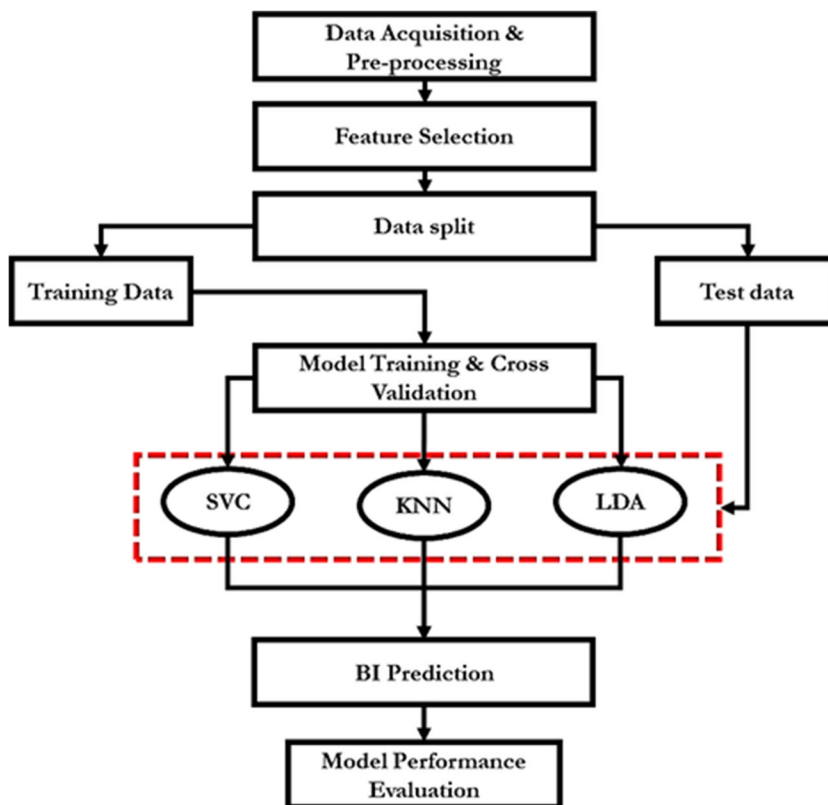 Data Acquisition &
Pre-processing
Feature Selection
Data split
Training Data
Test data
Model Training & Cross
Validation
SVC
KNN
LDA
BI Prediction
Model Performance
Evaluation